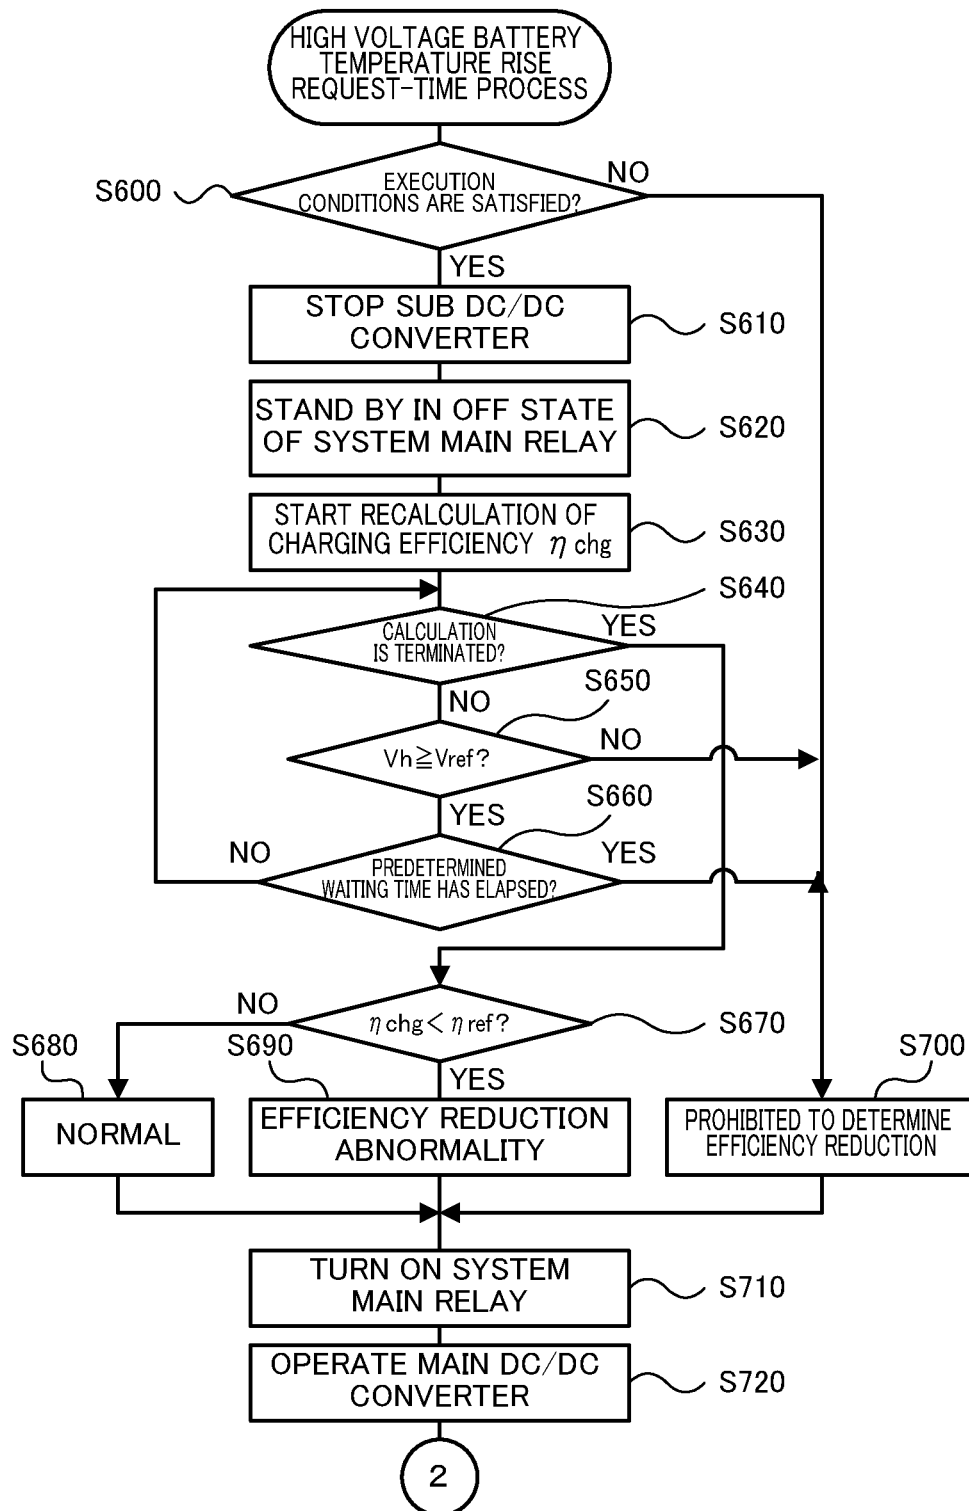 HIGH VOLTAGE BATTERY
TEMPERATURE RISE
REQUEST-TIME PROCESS
S600
EXECUTION
CONDITIONS ARE SATISFIED?
NO
YES
STOP SUB DC/DC
CONVERTER
S610
STAND BY IN OFF STATE
OF SYSTEM MAIN RELAY
S620
START RECALCULATION OF
CHARGING EFFICIENCY η chg
S630
S640
CALCULATION
IS TERMINATED?
YES
NO
S650
Vh≧Vref?
NO
YES
S660
PREDETERMINED
WAITING TIME HAS ELAPSED?
NO
YES
η chg< η ref?
NO
S670
YES
S680
NORMAL
S690
EFFICIENCY REDUCTION
ABNORMALITY
S700
PROHIBITED TO DETERMINE
EFFICIENCY REDUCTION
TURN ON SYSTEM
MAIN RELAY
S710
OPERATE MAIN DC/DC
CONVERTER
S720
2